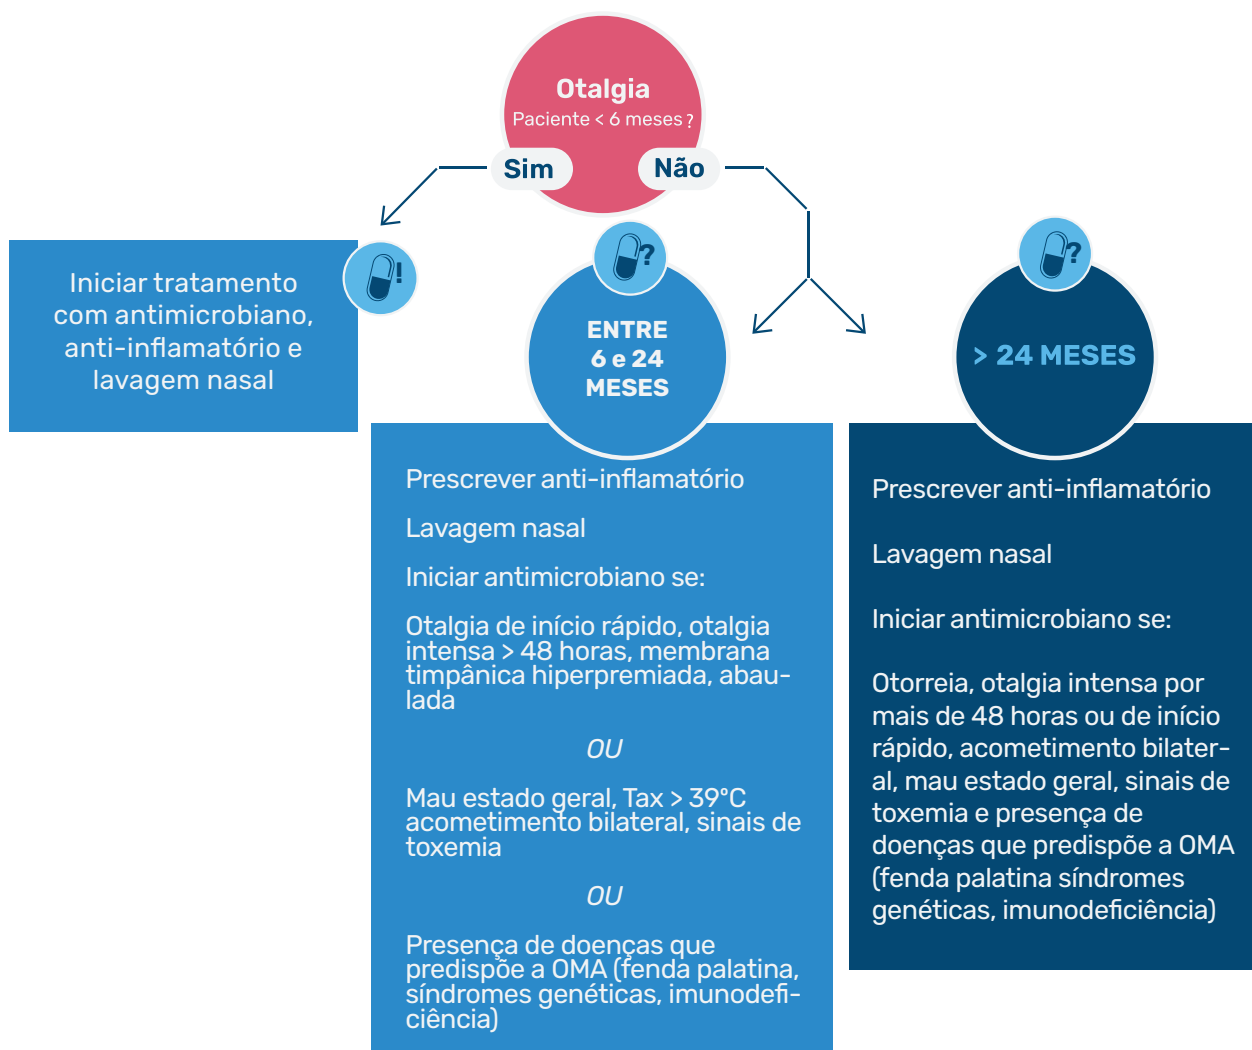 Otalgia
Paciente < 6 meses ?
Sim
Não
!
Iniciar tratamento
com antimicrobiano,
anti-inflamatório e
lavagem nasal
?
ENTRE
6 e 24
MESES
Prescrever anti-inflamatório
Lavagem nasal
Iniciar antimicrobiano se:
Otalgia de início rápido, otalgia
intensa > 48 horas, membrana
timpânica hiperpremiada, abau-
lada
OU
Mau estado geral, Tax > 39ºC
acometimento bilateral, sinais de
toxemia
OU
Presença de doenças que
predispõe a OMA (fenda palatina,
síndromes genéticas, imunodefi-
ciência)
?
> 24 MESES
Prescrever anti-inflamatório
Lavagem nasal
Iniciar antimicrobiano se:
Otorreia, otalgia intensa por
mais de 48 horas ou de início
rápido, acometimento bilater-
al, mau estado geral, sinais de
toxemia e presença de
doenças que predispõe a OMA
(fenda palatina síndromes
genéticas, imunodeficiência)